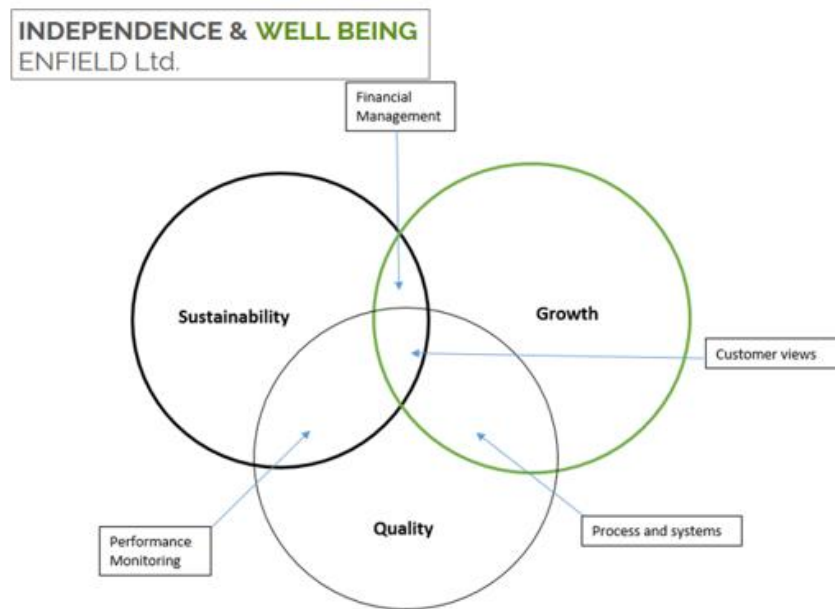 INDEPENDENCE & WELL BEING
ENFIELD Ltd.
Financial
Management
Sustainability
Growth
Customer views
Performance
Monitoring
Quality
Process and systems